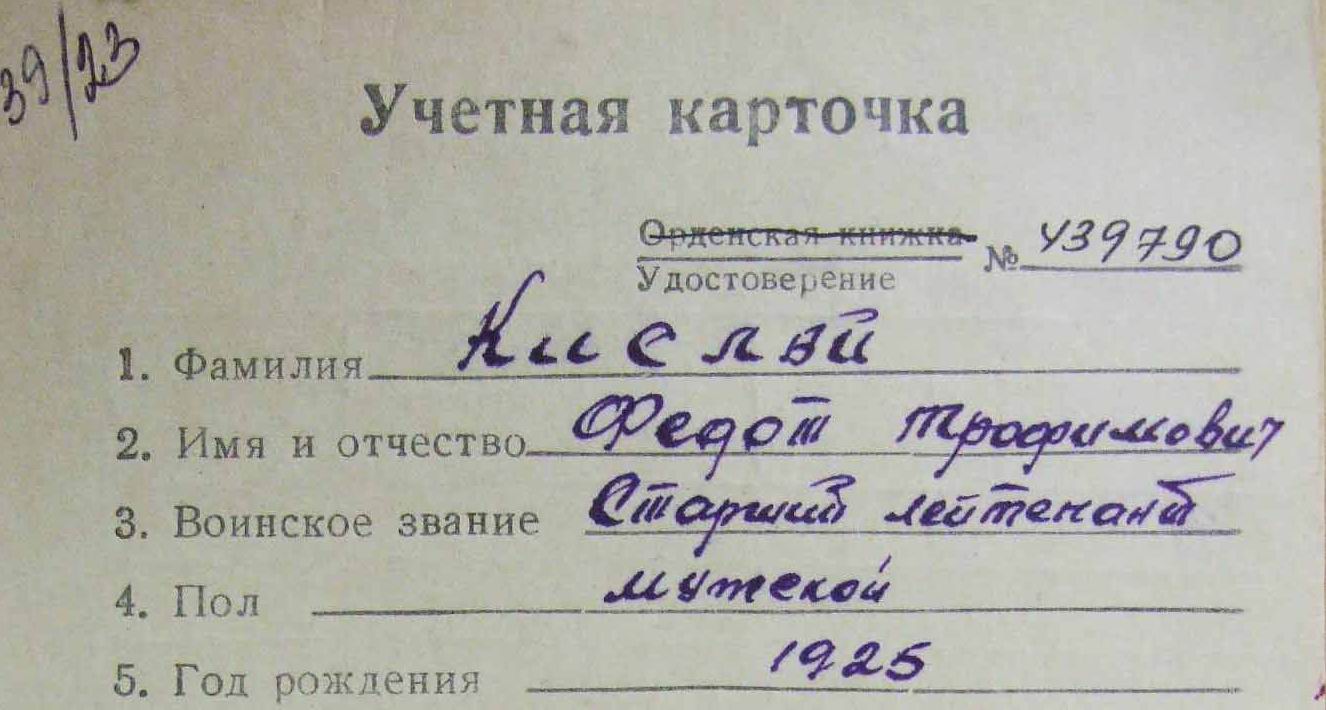 39/23
Учетная карточка
Орденская книжка
Удостоверение № 439790
1. Фамилия Кислый
2. Имя и отчество Федот Трофимович
3. Воинское звание Старший лейтенант
4. Пол мужской
5. Год рождения 1925